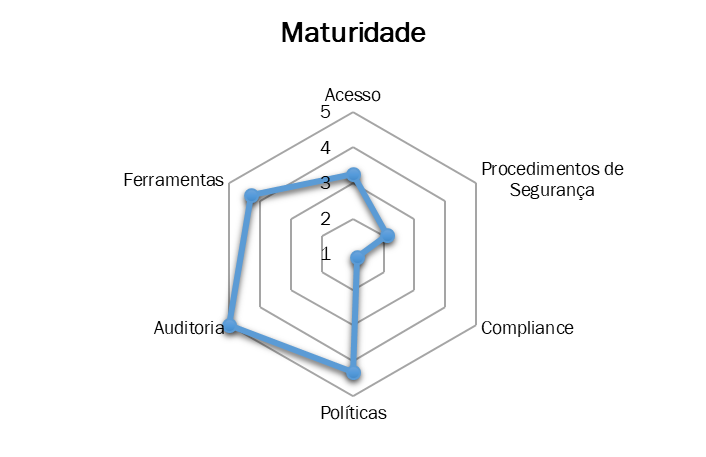 Maturidade
Acesso
5
4
3
2
1
Procedimentos de
Segurança
Ferramentas
Auditoria
Compliance
Políticas